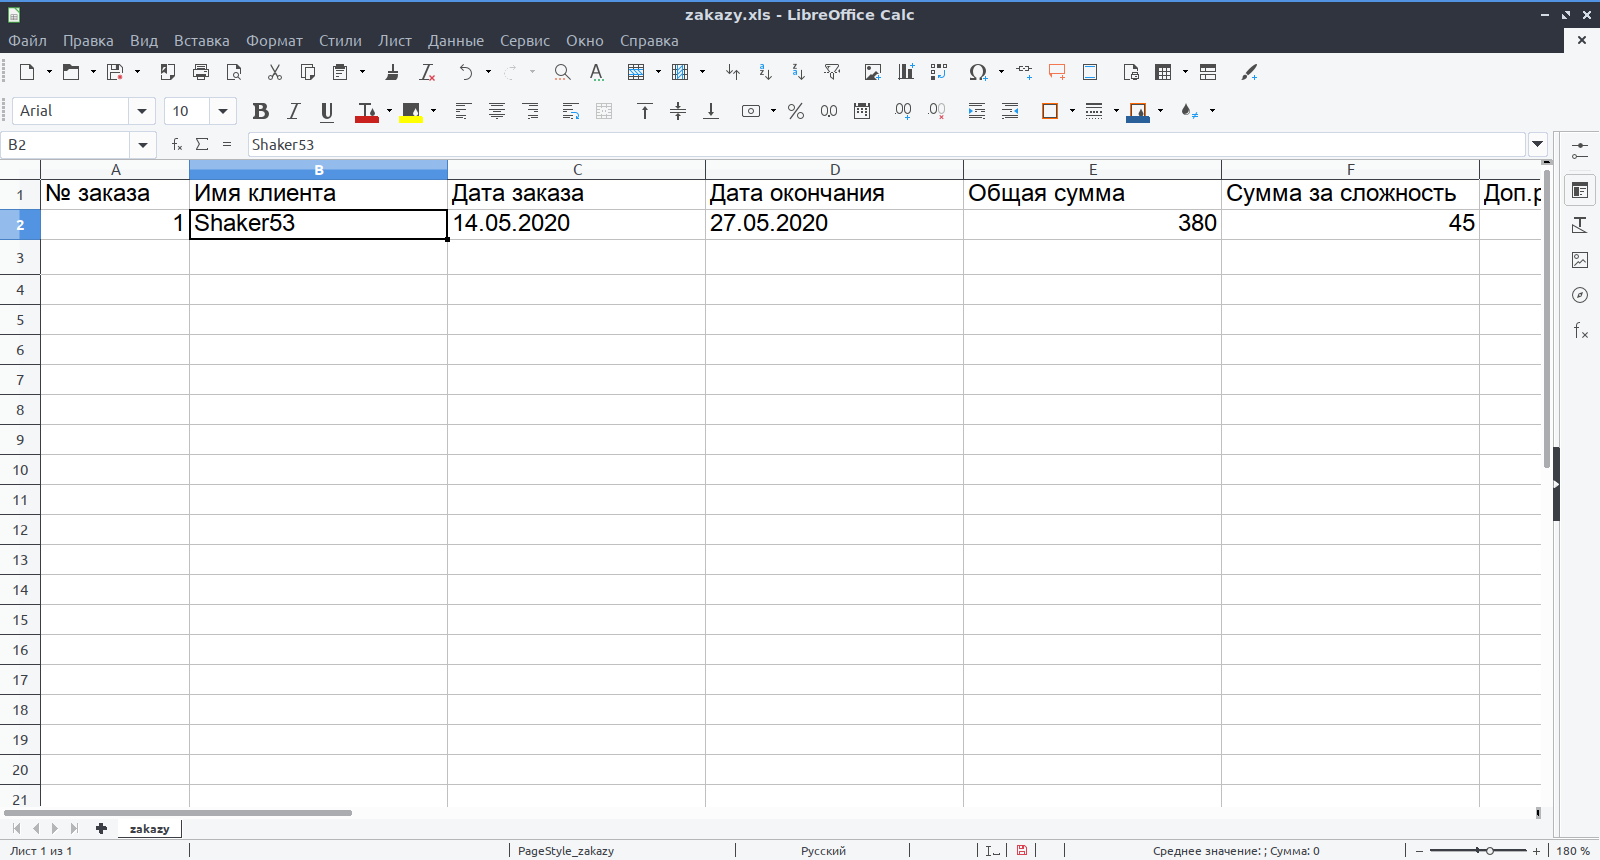 zakazy.xls - LibreOffice Calc
Файл Правка Вид Вставка Формат Стили Лист Данные Сервис Окно Справка
Arial 10
B2 Shaker53
A B C D E F
1 № заказа Имя клиента Дата заказа Дата окончания Общая сумма Сумма за сложность Доп.р
2 1 Shaker53 14.05.2020 27.05.2020 380 45
3
4
5
6
7
8
9
10
11
12
13
14
15
16
17
18
19
20
21
zakazy
Лист 1 из 1 PageStyle_zakazy Русский Среднее значение: ; Сумма: 0 180 %